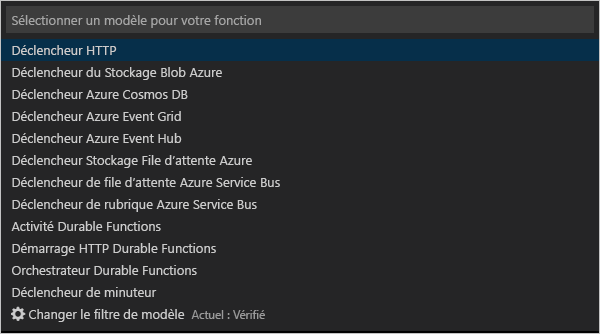 Sélectionner un modèle pour votre fonction
Déclencheur HTTP
Déclencheur du Stockage Blob Azure
Déclencheur Azure Cosmos DB
Déclencheur Azure Event Grid
Déclencheur Azure Event Hub
Déclencheur Stockage File d’attente Azure
Déclencheur de file d’attente Azure Service Bus
Déclencheur de rubrique Azure Service Bus
Activité Durable Functions
Démarrage HTTP Durable Functions
Orchestrateur Durable Functions
Déclencheur de minuteur
Changer le filtre de modèle Actuel : Vérifié